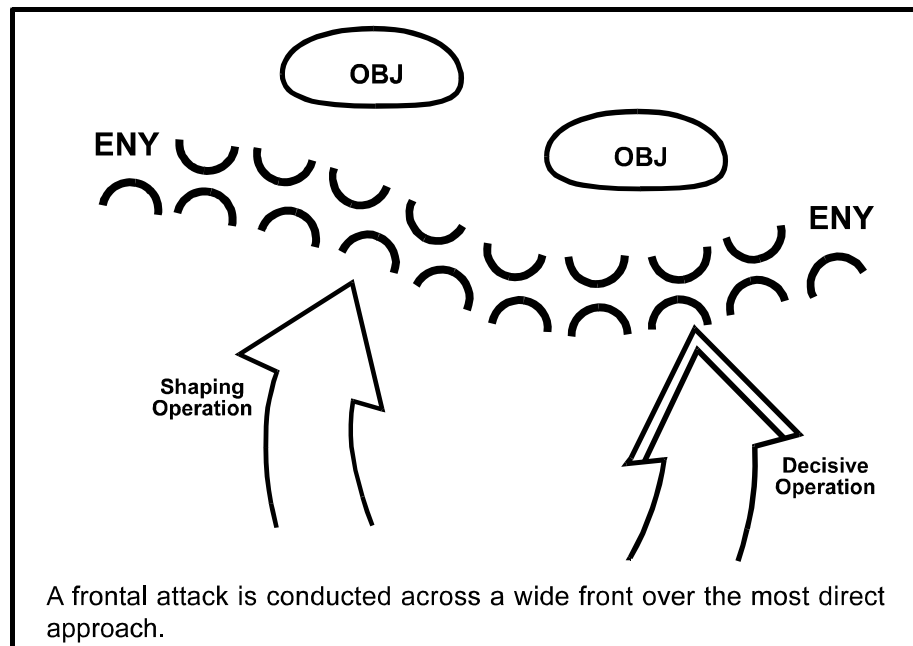 OBJ
OBJ
ENY
ENY
Shaping
Operation
Decisive
Operation
A frontal attack is conducted across a wide front over the most direct
approach.